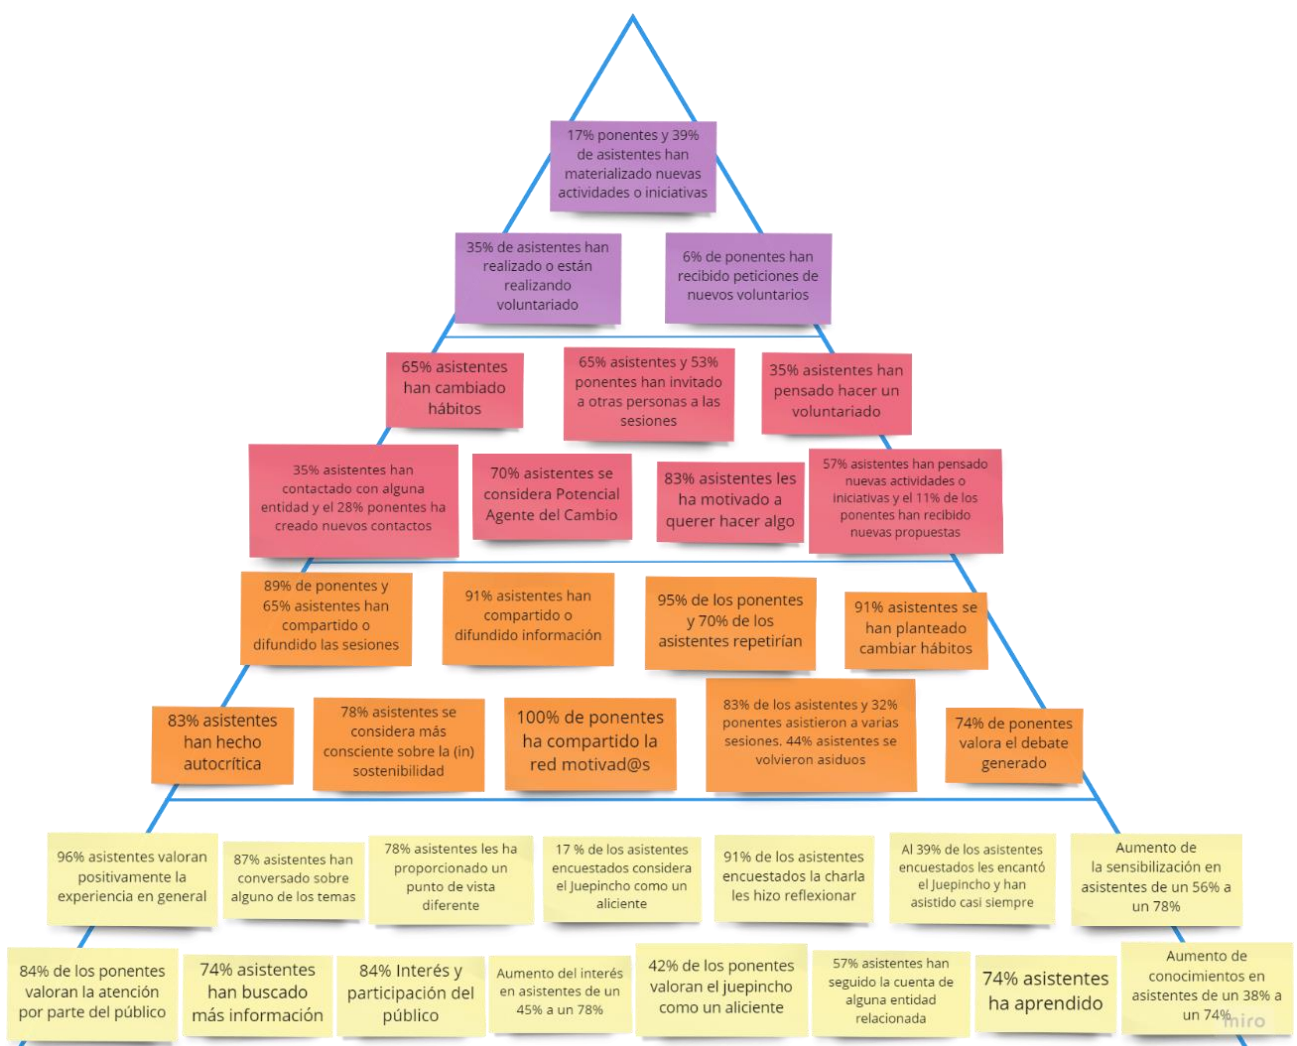 17% ponentes y 39%
de asistentes han
materializado nuevas
actividades o iniciativas
35% de asistentes han
realizado o están
realizando
voluntariado
6% de ponentes han
recibido peticiones de
nuevos voluntarios
65% asistentes
han cambiado
hábitos
65% asistentes y 53%
ponentes han invitado
a otras personas a las
sesiones
35% asistentes han
pensado hacer un
voluntariado
35% asistentes han
contactado con alguna
entidad y el 28% ponentes ha
creado nuevos contactos
70% asistentes se
considera Potencial
Agente del Cambio
83% asistentes les
ha motivado a
querer hacer algo
57% asistentes han pensado
nuevas actividades o
iniciativas y el 11% de los
ponentes han recibido
nuevas propuestas
89% de ponentes y
65% asistentes han
compartido o
difundido las sesiones
91% asistentes han
compartido o
difundido información
95% de los ponentes
y 70% de los
asistentes repetirían
91% asistentes se
han planteado
cambiar hábitos
83% asistentes
han hecho
autocrítica
78% asistentes se
considera más
consciente sobre la (in)
sostenibilidad
100% de ponentes
ha compartido la
red motivad@s
83% de los asistentes y 32%
ponentes asistieron a varias
sesiones. 44% asistentes se
volvieron asiduos
74% de ponentes
valora el debate
generado
96% asistentes valoran
positivamente la
experiencia en general
87% asistentes han
conversado sobre
alguno de los temas
78% asistentes les ha
proporcionado un
punto de vista
diferente
17 % de los asistentes
encuestados considera
el Juepincho como un
aliciente
91% de los asistentes
encuestados la charla
les hizo reflexionar
Al 39% de los asistentes
encuestados les encantó
el Juepincho y han
asistido casi siempre
Aumento de
la sensibilización en
asistentes de un 56% a
un 78%
84% de los ponentes
valoran la atención
por parte del público
74% asistentes
han buscado
más información
84% Interés y
participación del
público
Aumento del interés
en asistentes de un
45% a un 78%
42% de los ponentes
valoran el juepincho
como un aliciente
57% asistentes han
seguido la cuenta de
alguna entidad
relacionada
74% asistentes
ha aprendido
Aumento de
conocimientos en
asistentes de un 38% a
un 74%
miro